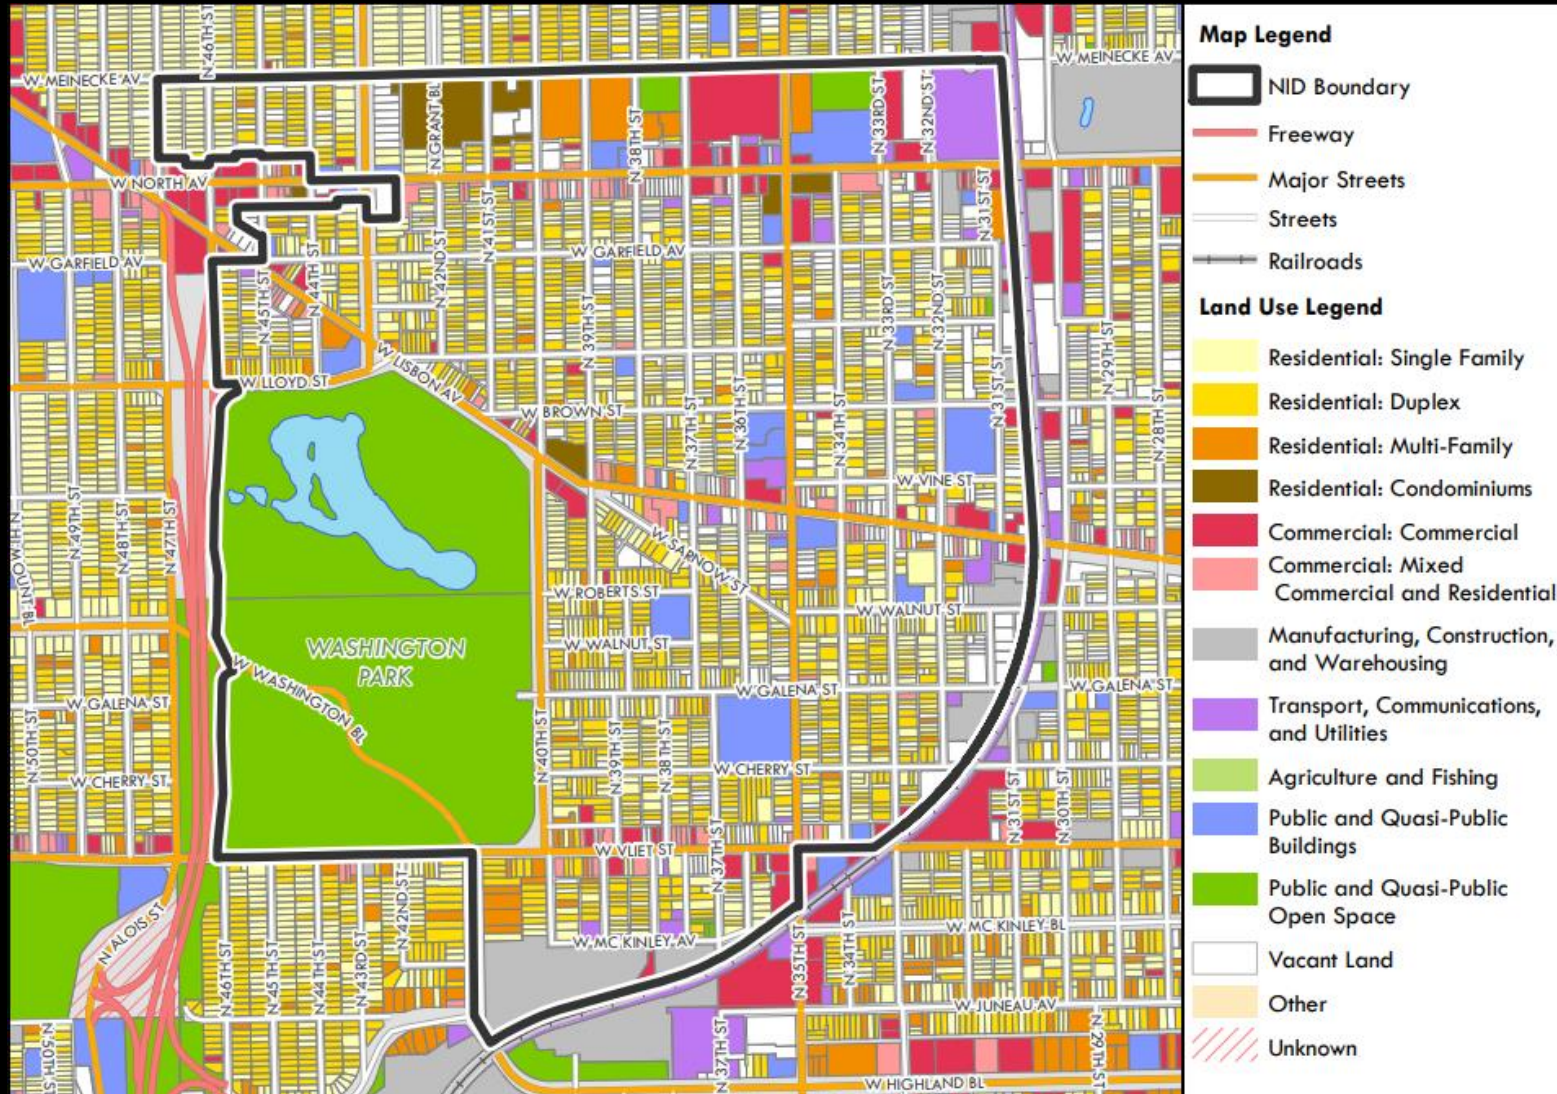 N 46TH ST
W MEINECKE AV
W MEINECKE AV
N GRANT BL
N 38TH ST
N 33RD ST
N 32ND ST
W NORTH AV
N 31ST ST
N 41ST ST
N 42ND ST
W GARFIELD AV
W GARFIELD AV
N 45TH ST
N 44TH ST
N 39TH ST
N 33RD ST
N 32ND ST
N 29TH ST
W LISBON AV
W LLOYD ST
W BROWN ST
N 31ST ST
N 37TH ST
N 36TH ST
N 34TH ST
N 28TH ST
W VINE ST
N 49TH ST
N 48TH ST
N 47TH ST
W SARNOW ST
W ROBERTS ST
W WALNUT ST
W WALNUT ST
WASHINGTON
PARK
W WASHINGTON BL
W GALENA ST
W GALENA ST
W GALENA ST
N 50TH ST
N 40TH ST
N 39TH ST
N 38TH ST
W CHERRY ST
W CHERRY ST
N 31ST ST
N 30TH ST
W VLIET ST
N 37TH ST
N 42ND ST
N ALOIS ST
W MC KINLEY AV
W MC KINLEY BL
N 46TH ST
N 45TH ST
N 44TH ST
N 43RD ST
N 35TH ST
N 34TH ST
W JUNEAU AV
N 50TH ST
N 37TH ST
N 29TH ST
W HIGHLAND BL
Map Legend
NID Boundary
Freeway
Major Streets
Streets
Railroads
Land Use Legend
Residential: Single Family
Residential: Duplex
Residential: Multi-Family
Residential: Condominiums
Commercial: Commercial
Commercial: Mixed
Commercial and Residential
Manufacturing, Construction,
and Warehousing
Transport, Communications,
and Utilities
Agriculture and Fishing
Public and Quasi-Public
Buildings
Public and Quasi-Public
Open Space
Vacant Land
Other
Unknown